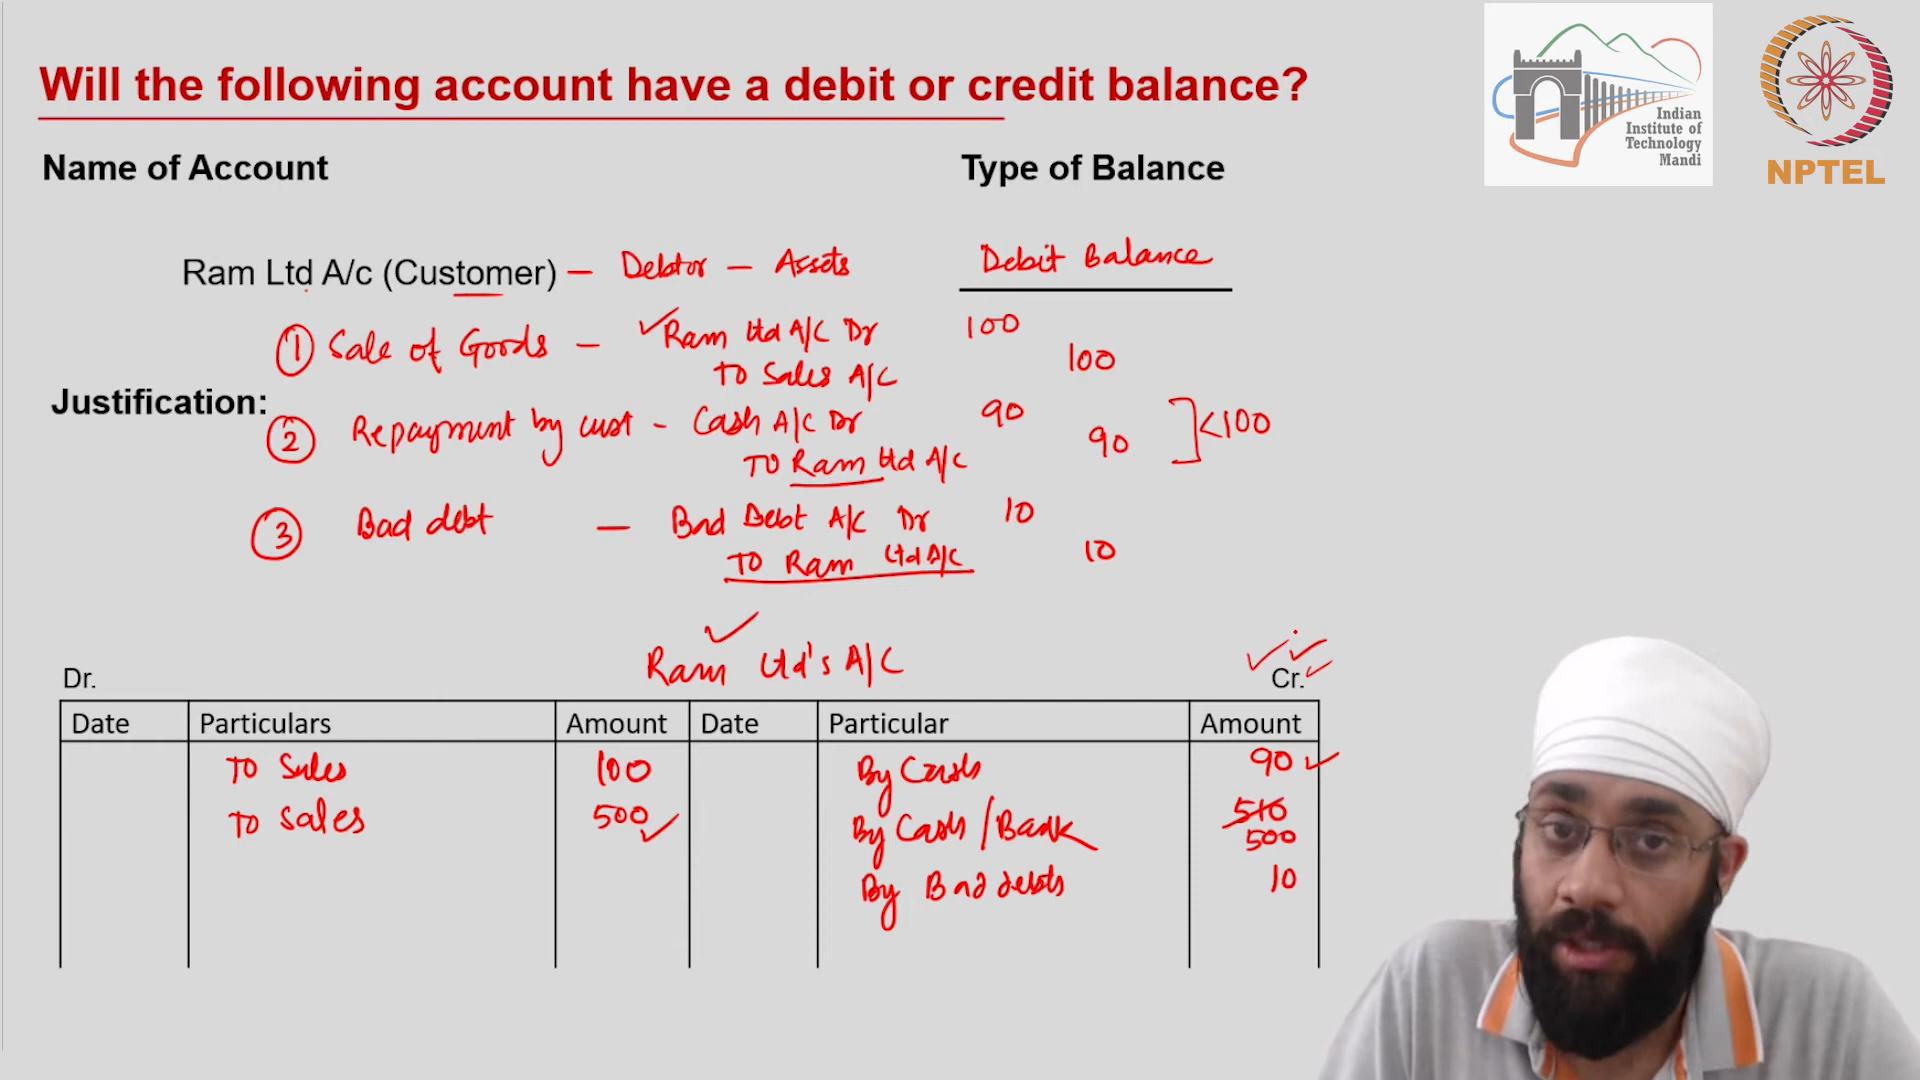 Will the following account have a debit or credit balance?
Indian
Institute of
Technology
Mandi
NPTEL
Name of Account
Type of Balance
Ram Ltd A/c (Customer) — Debtor — Assets
Debit Balance
① Sale of Goods — Ram Ltd A/C Dr 100
To Sales A/C 100
Justification:
② Repayment by cust - Cash A/C Dr 90
To Ram Ltd A/C 90 ] <100
③ Bad debt — Bad Debt A/C Dr 10
To Ram Ltd A/C 10
Ram Ltd's A/C
Dr.
Cr.
Date Particulars Amount Date Particular Amount
To Sales 100 By Cash 90
To Sales 500 By Cash/Bank 510
500
By Bad debts 10